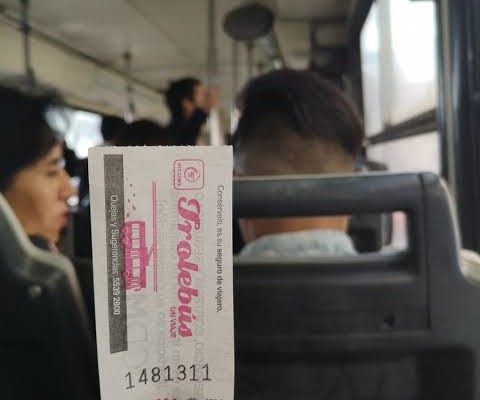 Consérvelo, es su seguro de viajero.
Trolebús
UN VIAJE
Quejas y Sugerencias 5539 2800
1481311